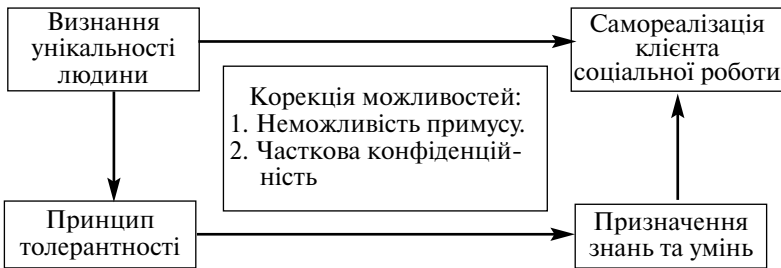 Визнання
унікальності
людини
Самореалізація
клієнта
соціальної роботи
Корекція можливостей:
1. Неможливість примусу.
2. Часткова конфіденцій-
ність
Принцип
толерантності
Призначення
знань та умінь